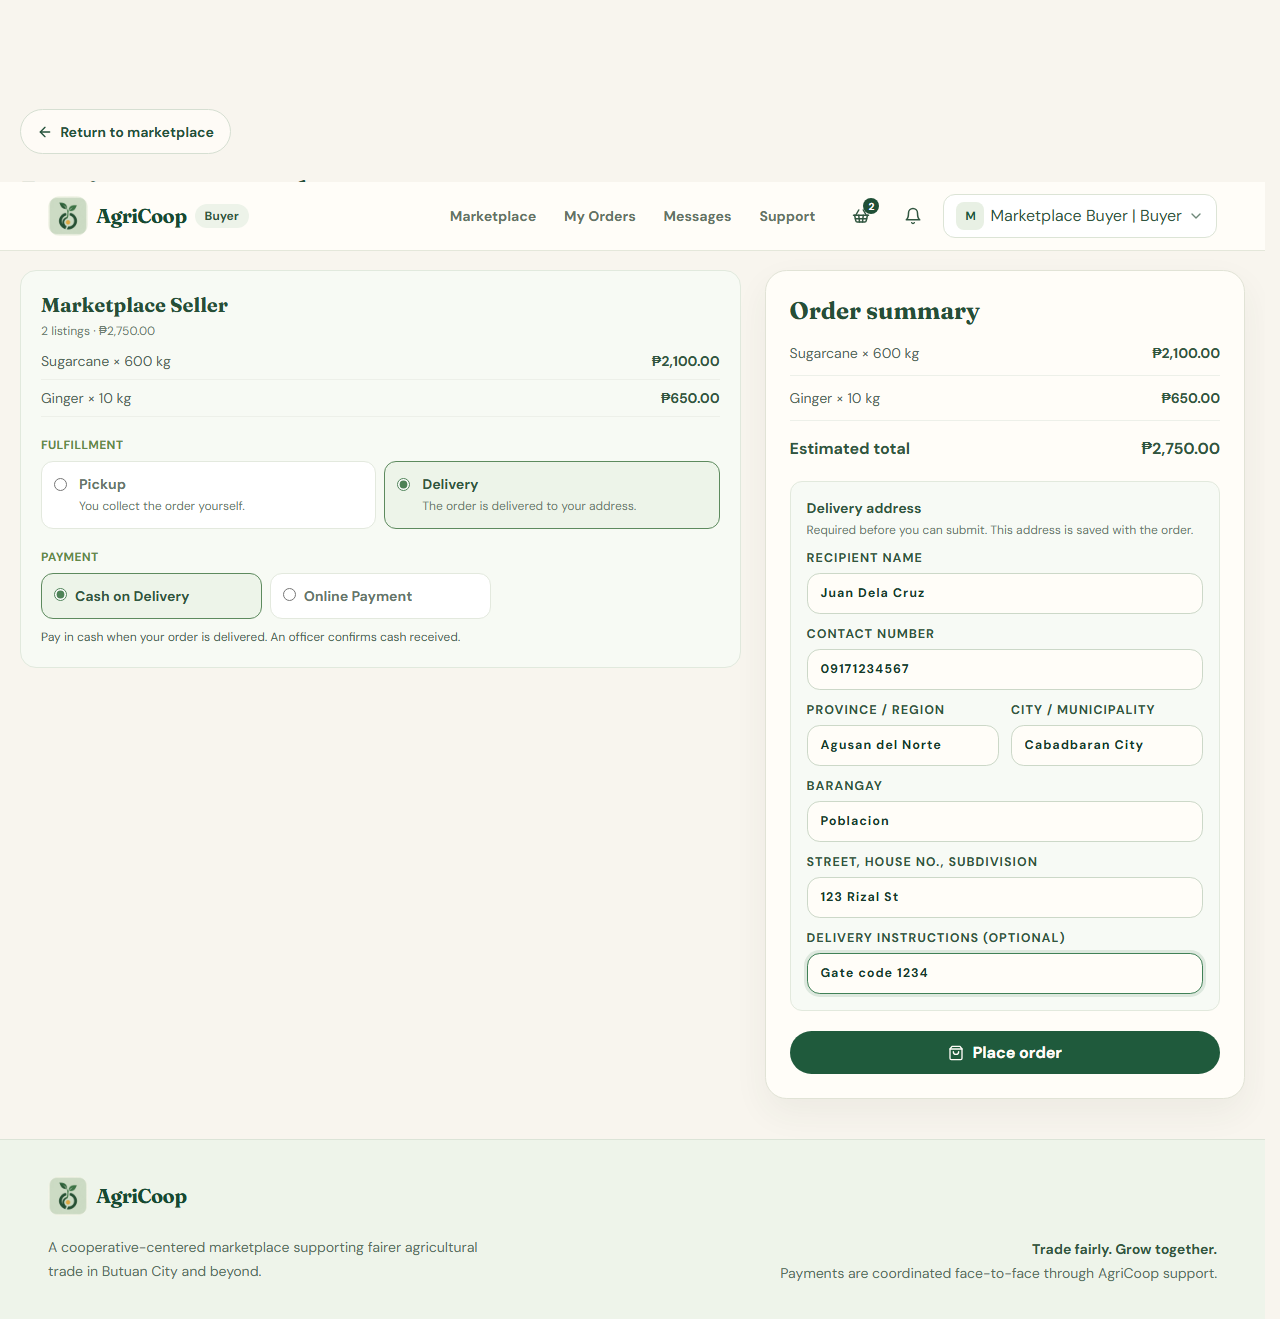 Return to marketplace
AgriCoop
Buyer
Marketplace
My Orders
Messages
Support
2
M
Marketplace Buyer | Buyer
Marketplace Seller
2 listings · ₱2,750.00
Sugarcane × 600 kg
₱2,100.00
Ginger × 10 kg
₱650.00
FULFILLMENT
Pickup
You collect the order yourself.
Delivery
The order is delivered to your address.
PAYMENT
Cash on Delivery
Online Payment
Pay in cash when your order is delivered. An officer confirms cash received.
Order summary
Sugarcane × 600 kg
₱2,100.00
Ginger × 10 kg
₱650.00
Estimated total
₱2,750.00
Delivery address
Required before you can submit. This address is saved with the order.
RECIPIENT NAME
Juan Dela Cruz
CONTACT NUMBER
09171234567
PROVINCE / REGION
Agusan del Norte
CITY / MUNICIPALITY
Cabadbaran City
BARANGAY
Poblacion
STREET, HOUSE NO., SUBDIVISION
123 Rizal St
DELIVERY INSTRUCTIONS (OPTIONAL)
Gate code 1234
Place order
AgriCoop
A cooperative-centered marketplace supporting fairer agricultural
trade in Butuan City and beyond.
Trade fairly. Grow together.
Payments are coordinated face-to-face through AgriCoop support.